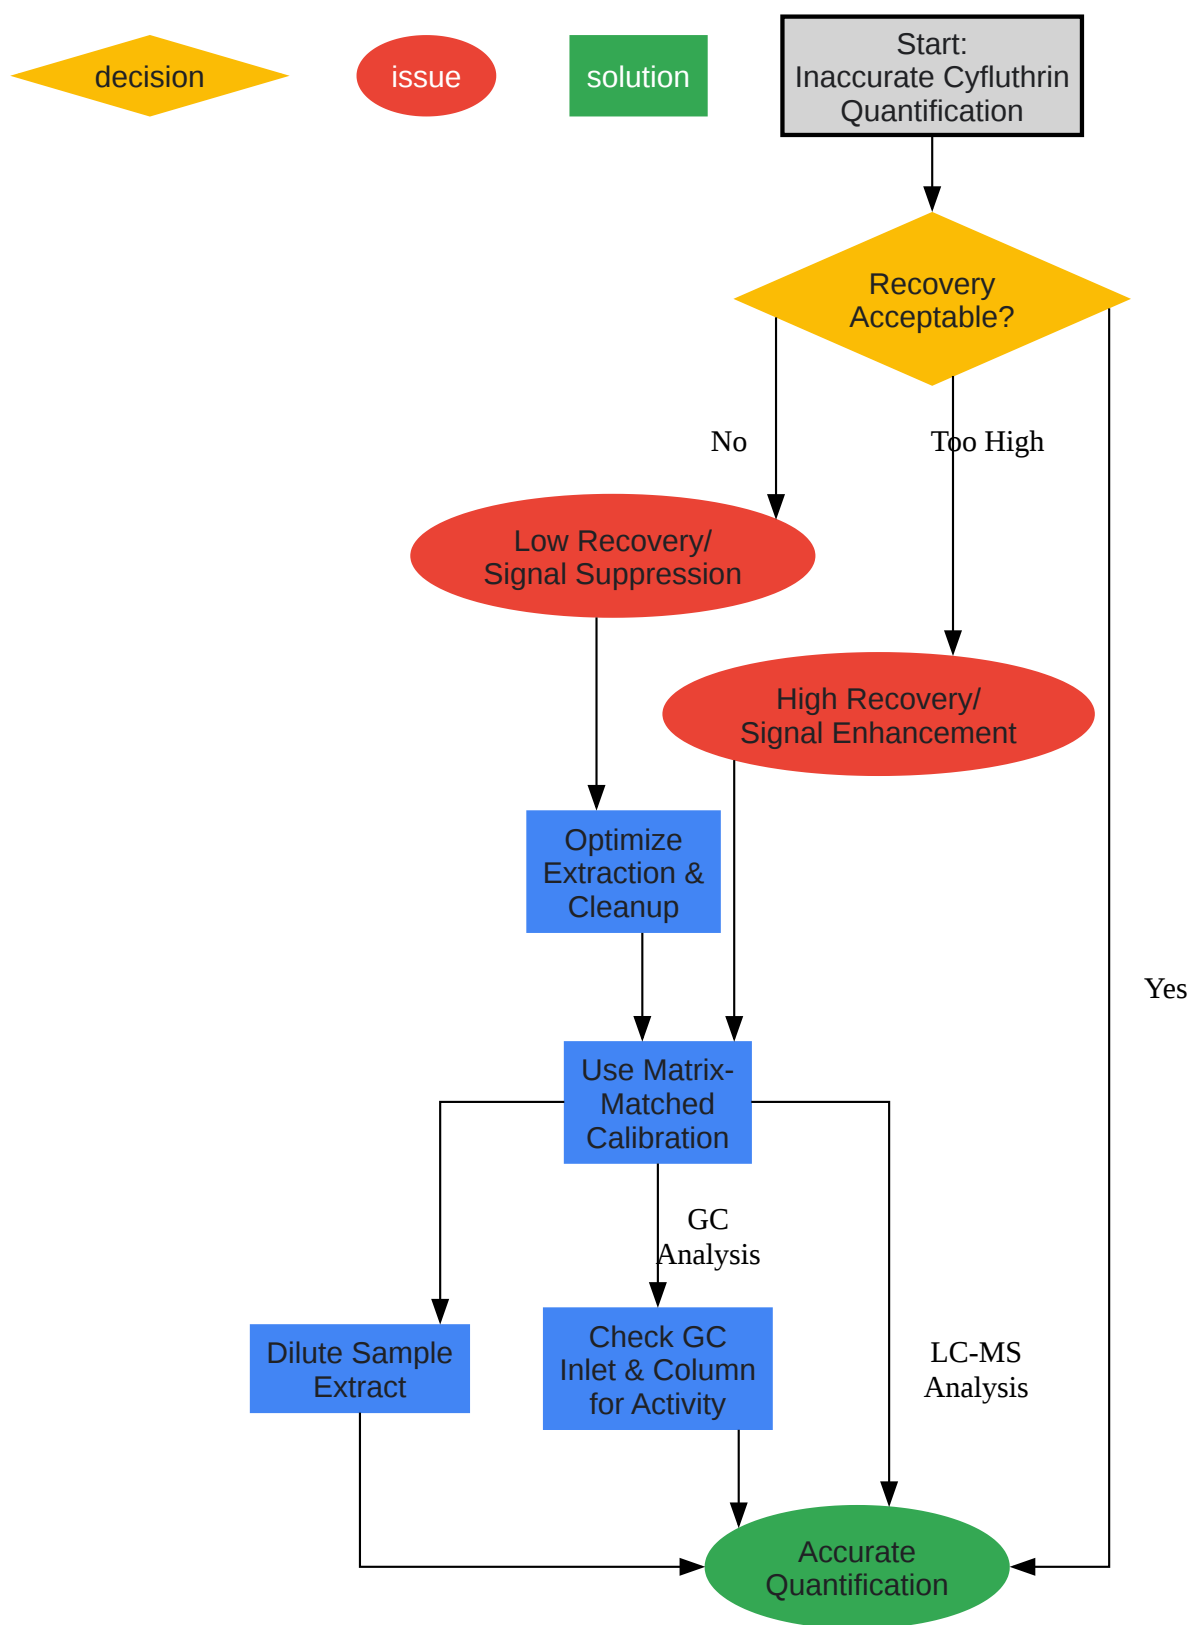 decision
issue
solution
Start:
Inaccurate Cyfluthrin
Quantification
Recovery
Acceptable?
No
Too High
Low Recovery/
Signal Suppression
High Recovery/
Signal Enhancement
Optimize
Extraction &
Cleanup
Yes
Use Matrix-
Matched
Calibration
GC
Analysis
Dilute Sample
Extract
Check GC
Inlet & Column
for Activity
LC-MS
Analysis
Accurate
Quantification